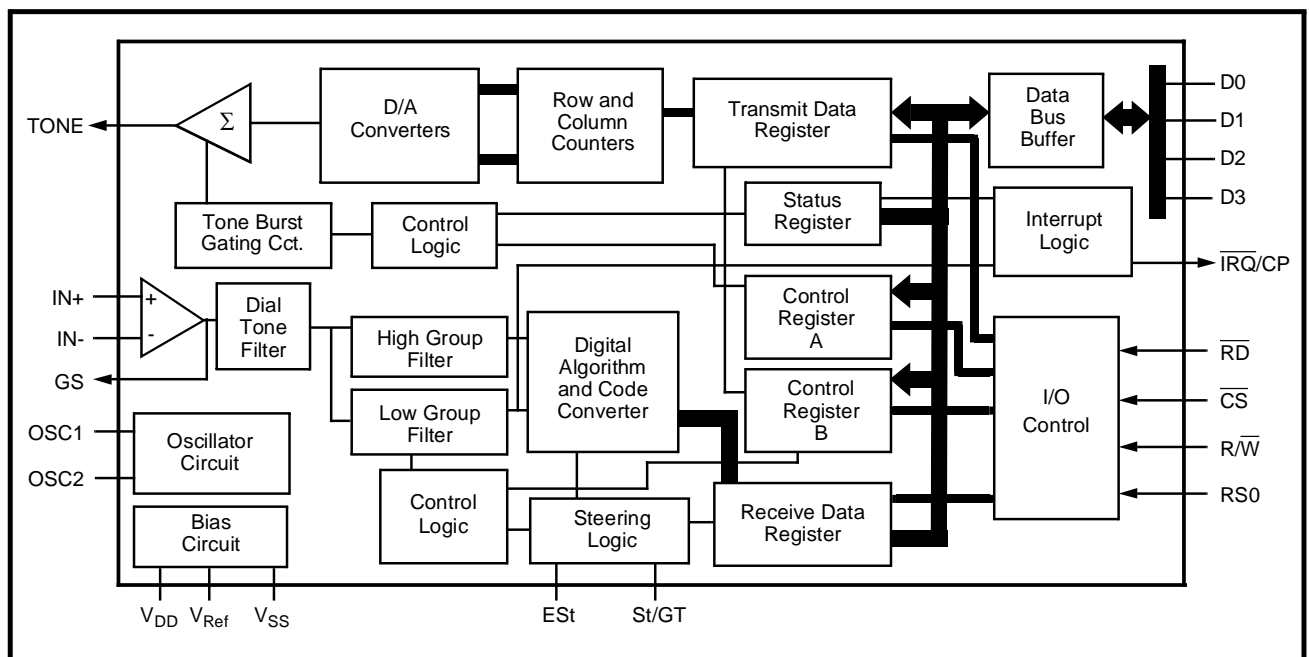 TONE
Σ
D/A
Converters
Row and
Column
Counters
Transmit Data
Register
Data
Bus
Buffer
D0
D1
D2
D3
Tone Burst
Gating Cct.
Control
Logic
Status
Register
Interrupt
Logic
I̅R̅Q̅/CP
IN+
IN-
GS
+
-
Dial
Tone
Filter
High Group
Filter
Low Group
Filter
Digital
Algorithm
and Code
Converter
Control
Register
A
Control
Register
B
I/O
Control
R̅D̅
C̅S̅
R/W̅
RS0
OSC1
OSC2
Oscillator
Circuit
Bias
Circuit
Control
Logic
Steering
Logic
Receive Data
Register
VDD
VRef
VSS
ESt
St/GT